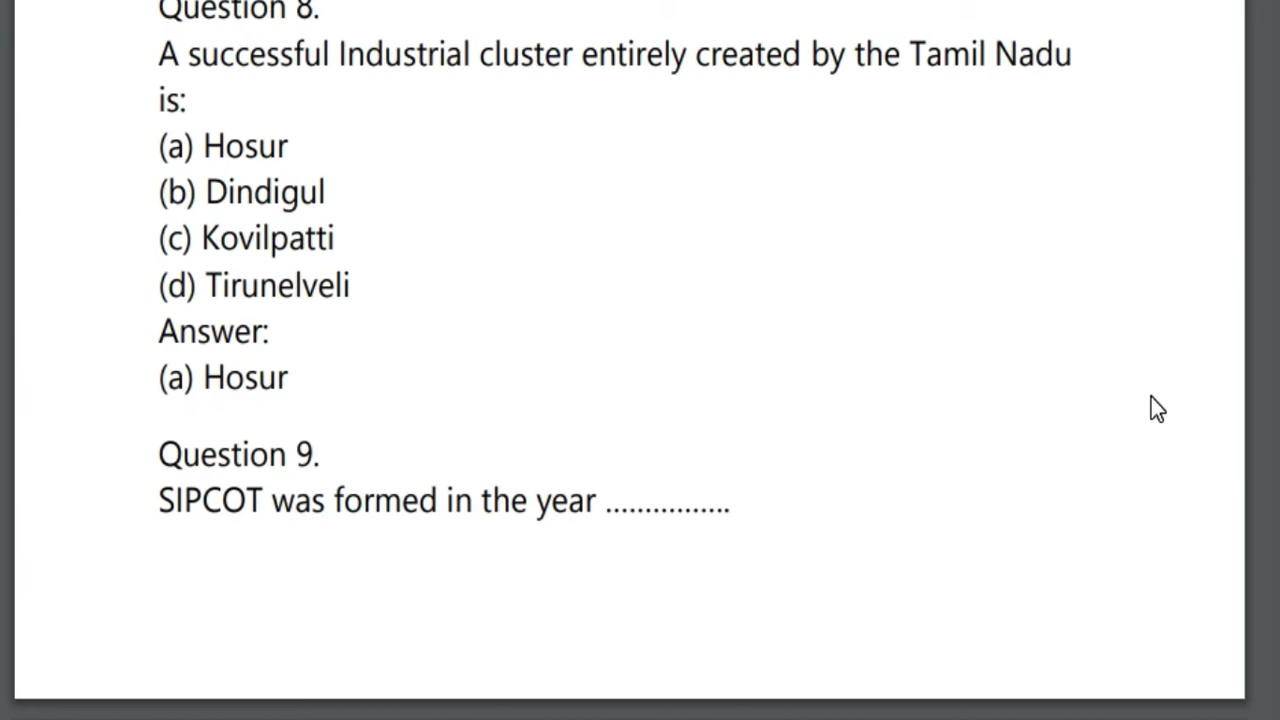 Question 8.
A successful Industrial cluster entirely created by the Tamil Nadu
is:
(a) Hosur
(b) Dindigul
(c) Kovilpatti
(d) Tirunelveli
Answer:
(a) Hosur
Question 9.
SIPCOT was formed in the year ................